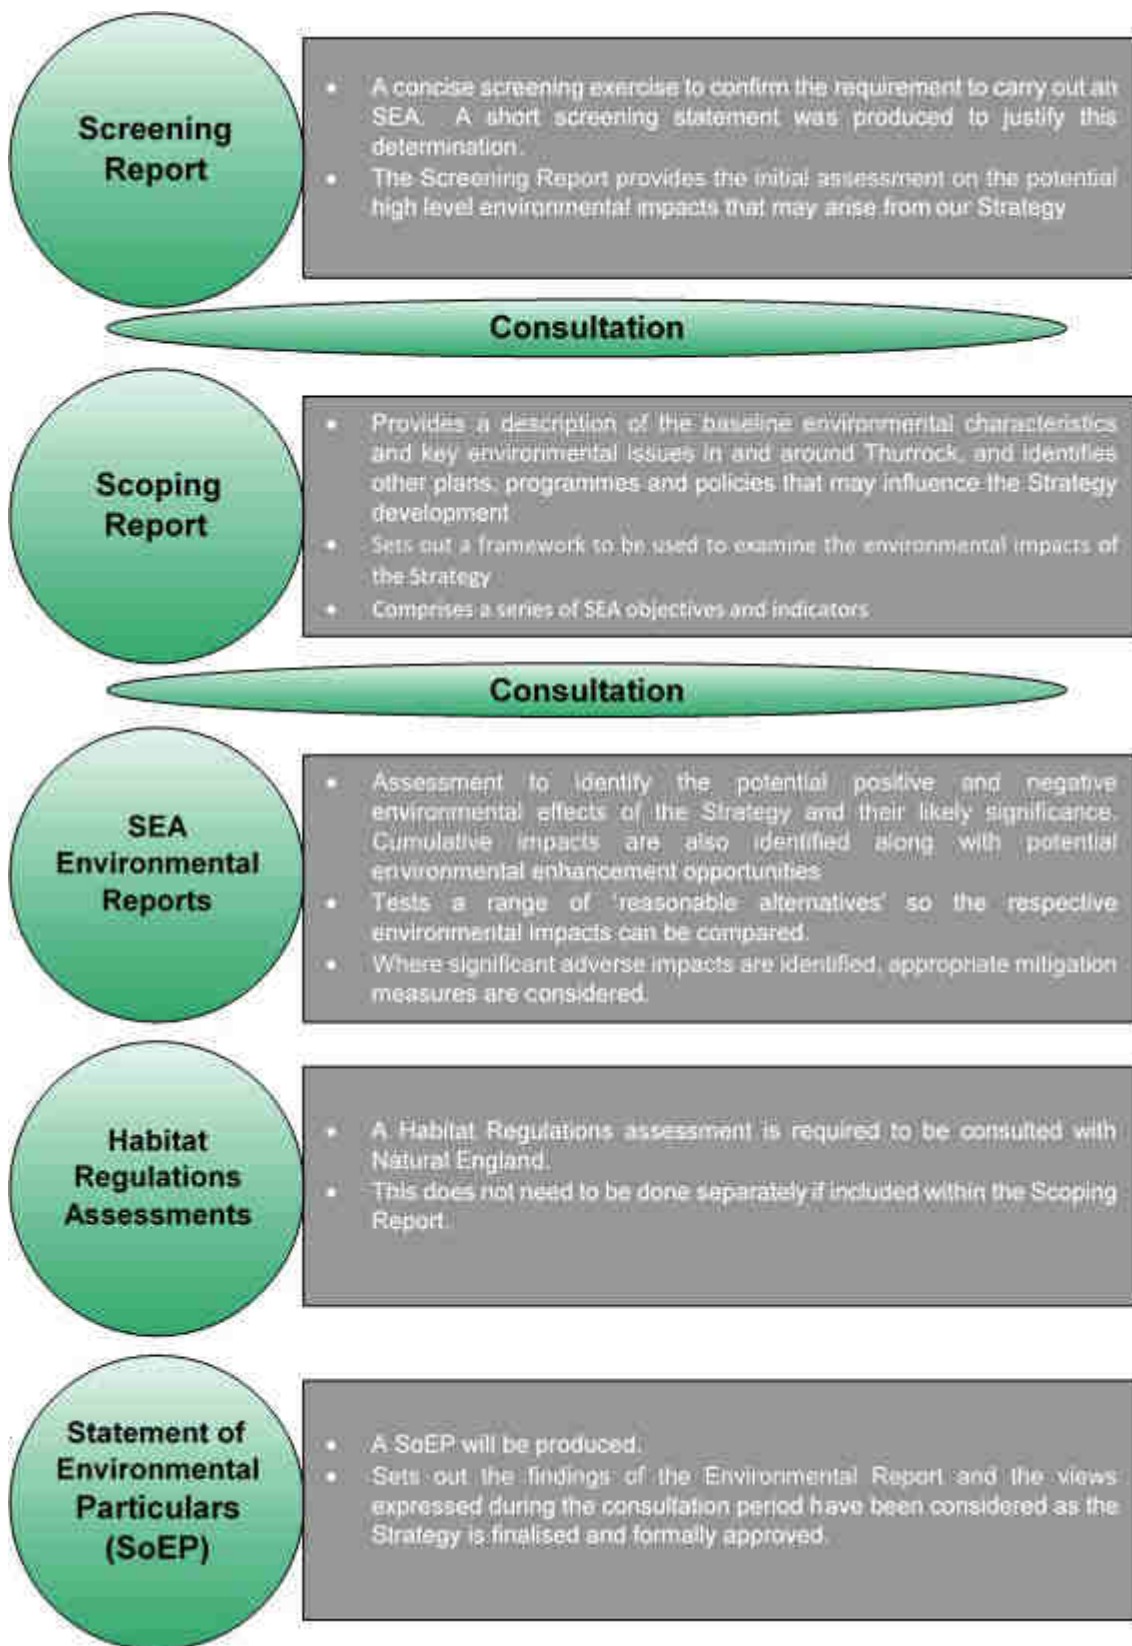 Screening
Report
• A concise screening exercise to confirm the requirement to carry out an
SEA. A short screening statement was produced to justify this
determination.
• The Screening Report provides the initial assessment on the potential
high level environmental impacts that may arise from our Strategy
Consultation
Scoping
Report
• Provides a description of the baseline environmental characteristics
and key environmental issues in and around Thurrock, and identifies
other plans, programmes and policies that may influence the Strategy
development
• Sets out a framework to be used to examine the environmental impacts of
the Strategy
• Comprises a series of SEA objectives and indicators
Consultation
SEA
Environmental
Reports
• Assessment to identify the potential positive and negative
environmental effects of the Strategy and their likely significance.
Cumulative impacts are also identified along with potential
environmental enhancement opportunities
• Tests a range of 'reasonable alternatives' so the respective
environmental impacts can be compared.
• Where significant adverse impacts are identified, appropriate mitigation
measures are considered.
Habitat
Regulations
Assessments
• A Habitat Regulations assessment is required to be consulted with
Natural England.
• This does not need to be done separately if included within the Scoping
Report.
Statement of
Environmental
Particulars
(SoEP)
• A SoEP will be produced.
• Sets out the findings of the Environmental Report and the views
expressed during the consultation period have been considered as the
Strategy is finalised and formally approved.